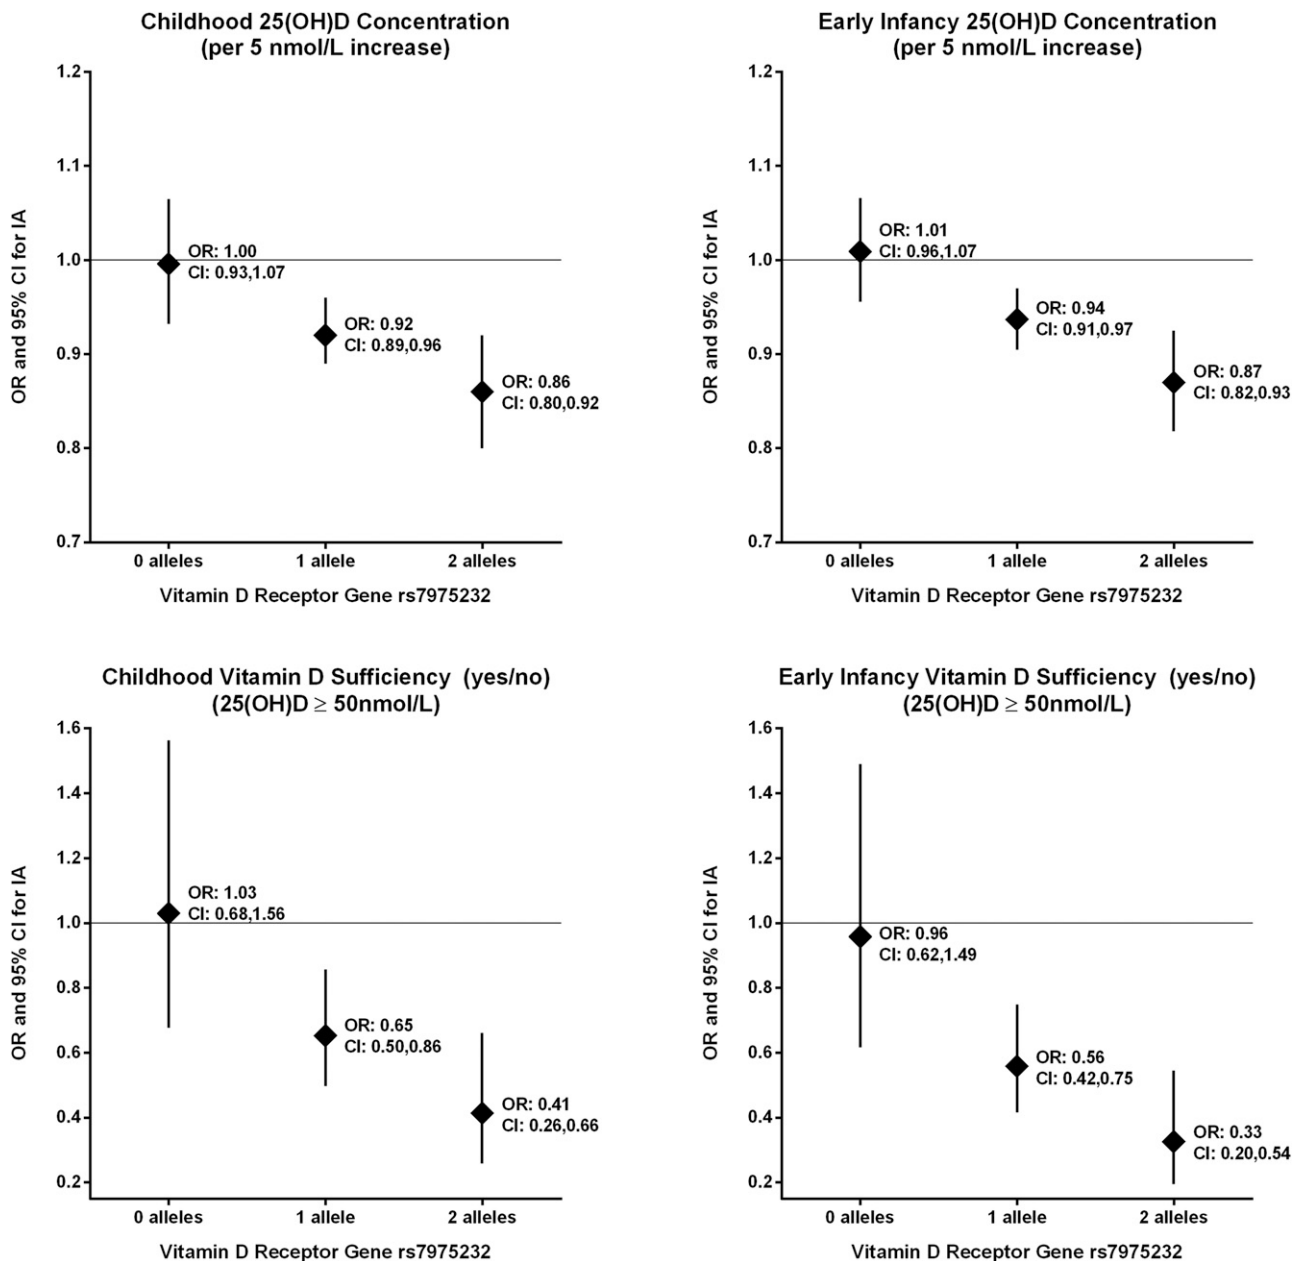 Childhood 25(OH)D Concentration
(per 5 nmol/L increase)
1.2
1.1
1.0
0.9
0.8
0.7
OR and 95% CI for IA
OR: 1.00
CI: 0.93,1.07
OR: 0.92
CI: 0.89,0.96
OR: 0.86
CI: 0.80,0.92
0 alleles
1 allele
2 alleles
Vitamin D Receptor Gene rs7975232
Early Infancy 25(OH)D Concentration
(per 5 nmol/L increase)
1.2
1.1
1.0
0.9
0.8
0.7
OR and 95% CI for IA
OR: 1.01
CI: 0.96,1.07
OR: 0.94
CI: 0.91,0.97
OR: 0.87
CI: 0.82,0.93
0 alleles
1 allele
2 alleles
Vitamin D Receptor Gene rs7975232
Childhood Vitamin D Sufficiency (yes/no)
(25(OH)D ≥ 50nmol/L)
1.6
1.4
1.2
1.0
0.8
0.6
0.4
0.2
OR and 95% CI for IA
OR: 1.03
CI: 0.68,1.56
OR: 0.65
CI: 0.50,0.86
OR: 0.41
CI: 0.26,0.66
0 alleles
1 allele
2 alleles
Vitamin D Receptor Gene rs7975232
Early Infancy Vitamin D Sufficiency (yes/no)
(25(OH)D ≥ 50nmol/L)
1.6
1.4
1.2
1.0
0.8
0.6
0.4
0.2
OR and 95% CI for IA
OR: 0.96
CI: 0.62,1.49
OR: 0.56
CI: 0.42,0.75
OR: 0.33
CI: 0.20,0.54
0 alleles
1 allele
2 alleles
Vitamin D Receptor Gene rs7975232